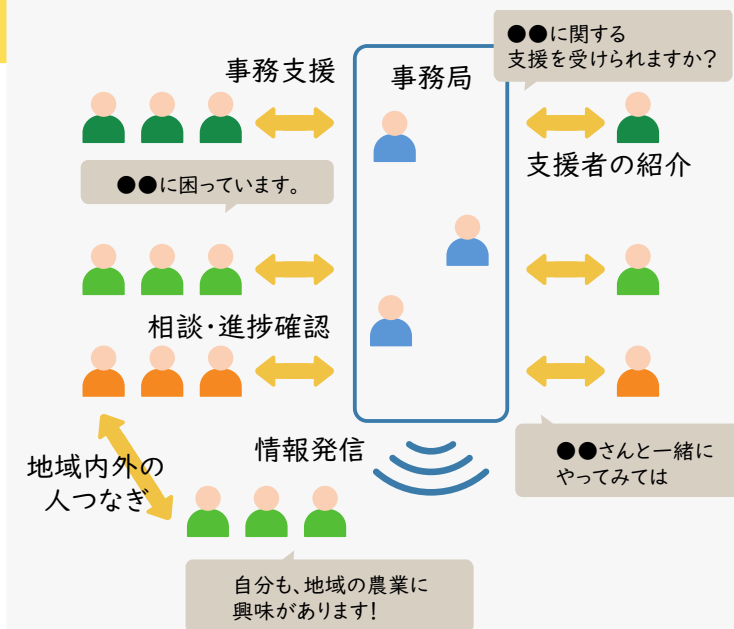 ●●に関する
支援を受けられますか?
事務支援
事務局
支援者の紹介
●●に困っています。
相談・進捗確認
情報発信
●●さんと一緒に
やってみては
地域内外の
人つなぎ
自分も、地域の農業に
興味があります!